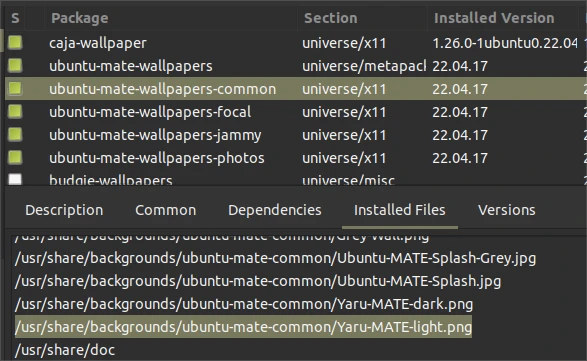 S Package Section Installed Version
caja-wallpaper universe/x11 1.26.0-1ubuntu0.22.04
ubuntu-mate-wallpapers universe/metapacl 22.04.17
ubuntu-mate-wallpapers-common universe/x11 22.04.17
ubuntu-mate-wallpapers-focal universe/x11 22.04.17
ubuntu-mate-wallpapers-jammy universe/x11 22.04.17
ubuntu-mate-wallpapers-photos universe/x11 22.04.17
budgie-wallpapers universe/misc
Description Common Dependencies Installed Files Versions
/usr/share/backgrounds/ubuntu-mate-common/Grey-Wall.png
/usr/share/backgrounds/ubuntu-mate-common/Ubuntu-MATE-Splash-Grey.jpg
/usr/share/backgrounds/ubuntu-mate-common/Ubuntu-MATE-Splash.jpg
/usr/share/backgrounds/ubuntu-mate-common/Yaru-MATE-dark.png
/usr/share/backgrounds/ubuntu-mate-common/Yaru-MATE-light.png
/usr/share/doc